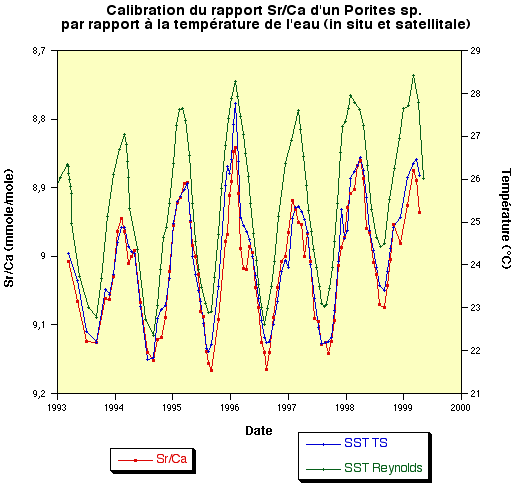 Calibration du rapport Sr/Ca d'un Porites sp.
par rapport à la température de l'eau (in situ et satellitale)
8,7
8,8
8,9
9
9,1
9,2
Sr/Ca (mmole/mole)
29
28
27
26
25
24
23
22
21
Température (°C)
1993
1994
1995
1996
1997
1998
1999
2000
Date
Sr/Ca
SST TS
SST Reynolds